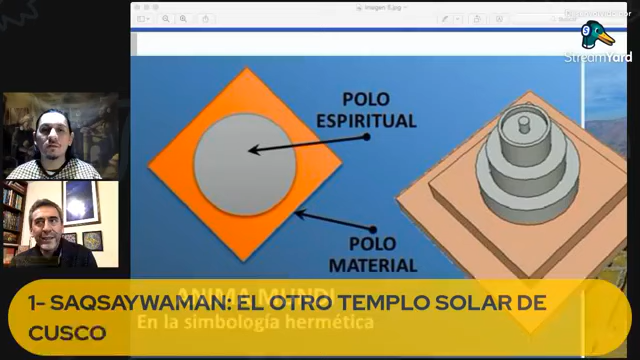 imagen 5.jpg
StreamYard
POLO
ESPIRITUAL
POLO
MATERIAL
ANIMA MUNDI
En la simbología hermética
1- SAQSAYWAMAN: EL OTRO TEMPLO SOLAR DE
CUSCO